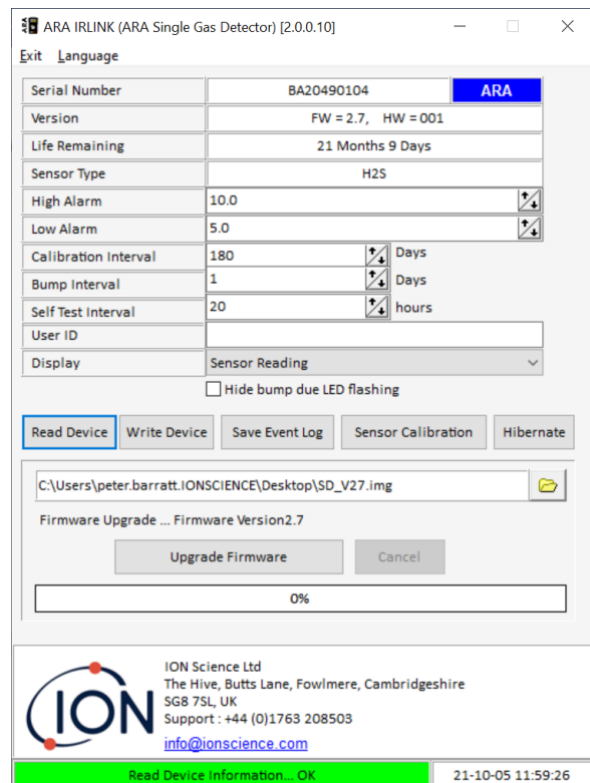 ARA IRLINK (ARA Single Gas Detector) [2.0.0.10]
Exit Language
Serial Number BA20490104 ARA
Version FW = 2.7, HW = 001
Life Remaining 21 Months 9 Days
Sensor Type H2S
High Alarm 10.0
Low Alarm 5.0
Calibration Interval 180 Days
Bump Interval 1 Days
Self Test Interval 20 hours
User ID
Display Sensor Reading
Hide bump due LED flashing
Read Device Write Device Save Event Log Sensor Calibration Hibernate
C:\Users\peter.barratt.IONSCIENCE\Desktop\SD_V27.img
Firmware Upgrade ... Firmware Version2.7
Upgrade Firmware Cancel
0%
ION
ION Science Ltd
The Hive, Butts Lane, Fowlmere, Cambridgeshire
SG8 7SL, UK
Support : +44 (0)1763 208503
info@ionscience.com
Read Device Information... OK 21-10-05 11:59:26